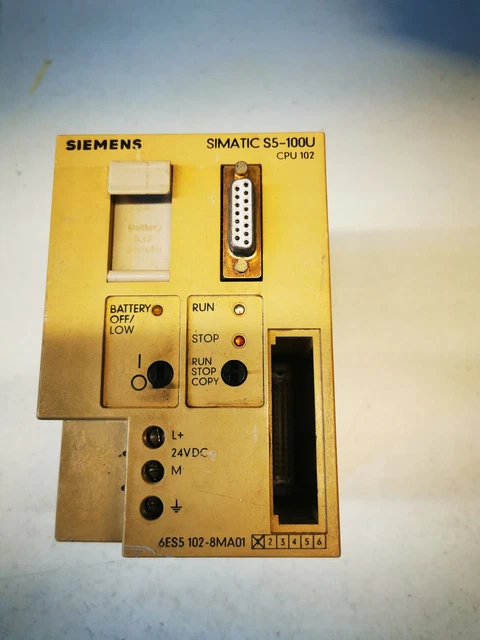 SIEMENS
SIMATIC S5-100U
CPU 102
Battery
BATTERY
OFF/
LOW
I
O
RUN
STOP
RUN
STOP
COPY
L+
24VDC
M
6ES5 102-8MA01
2 3 4 5 6